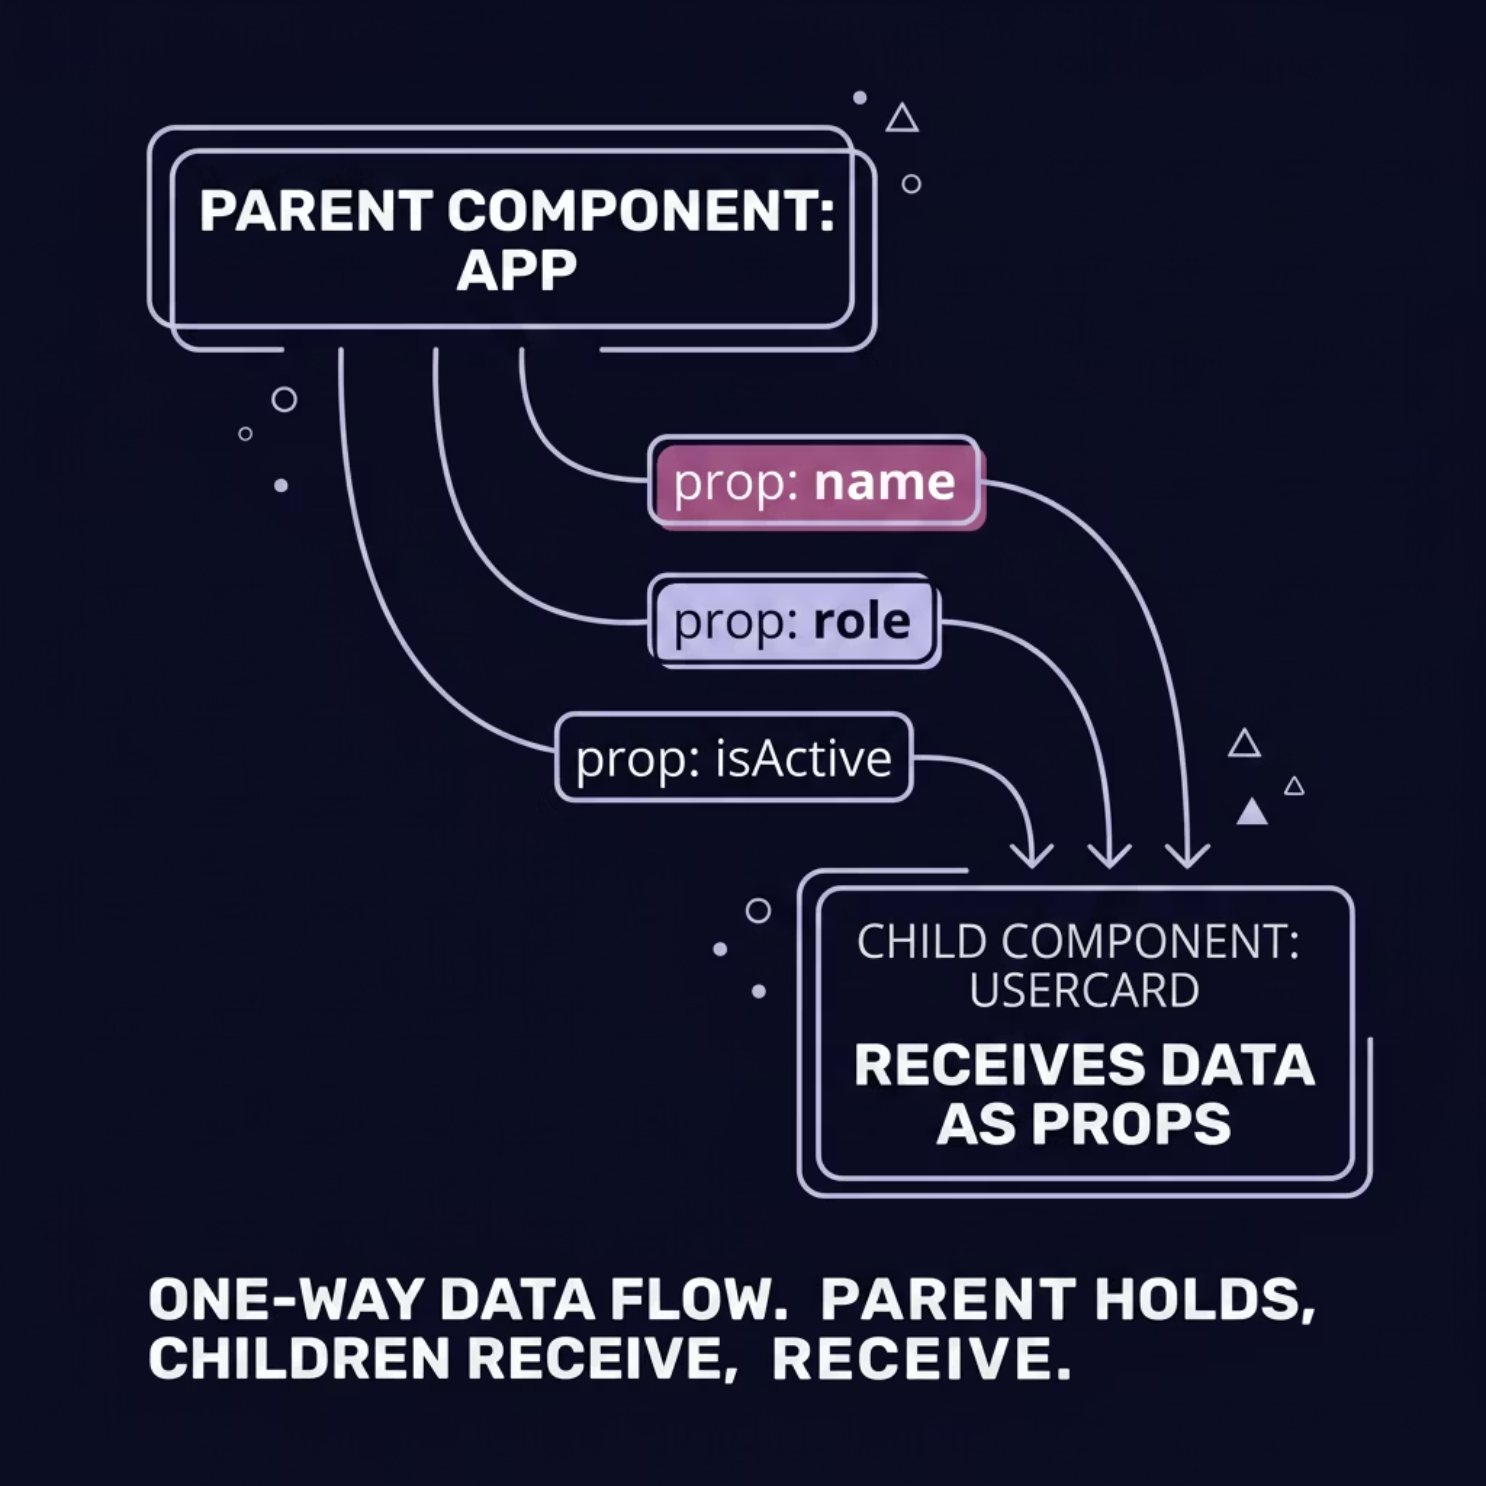 PARENT COMPONENT:
APP
prop: name
prop: role
prop: isActive
CHILD COMPONENT:
USERCARD
RECEIVES DATA
AS PROPS
ONE-WAY DATA FLOW. PARENT HOLDS,
CHILDREN RECEIVE, RECEIVE.